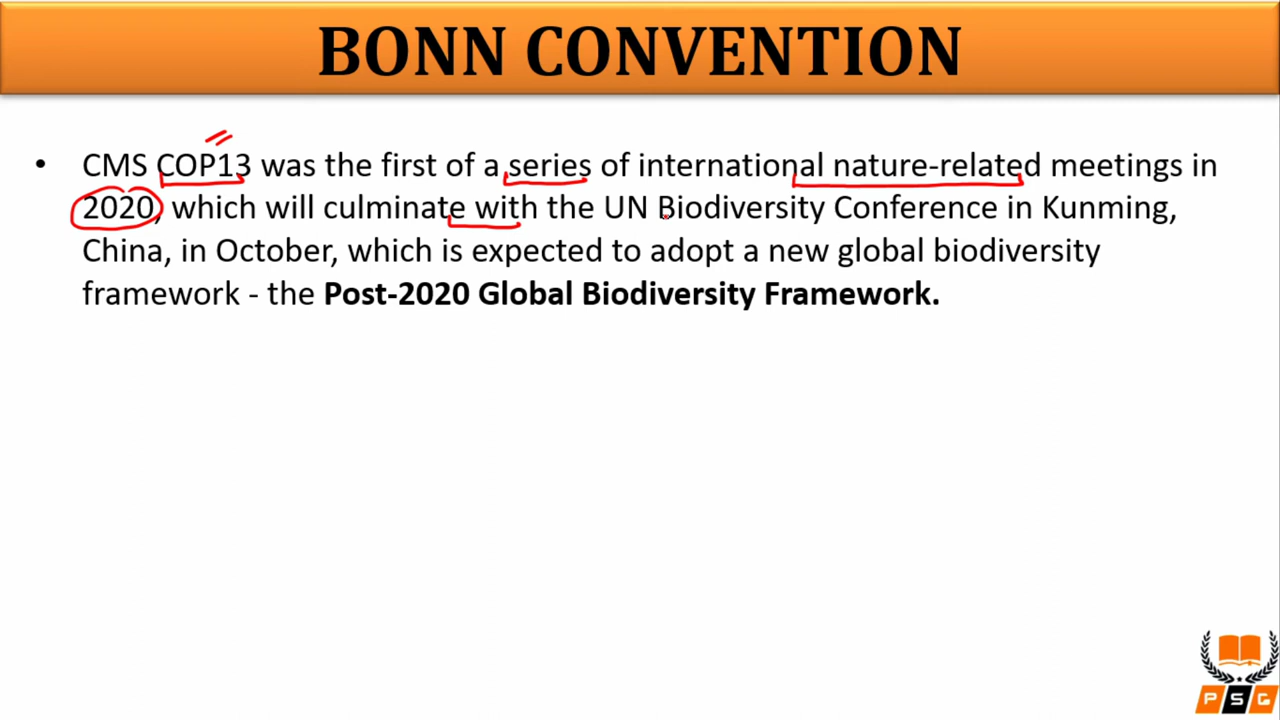 BONN CONVENTION
• CMS COP13 was the first of a series of international nature-related meetings in
2020, which will culminate with the UN Biodiversity Conference in Kunming,
China, in October, which is expected to adopt a new global biodiversity
framework - the Post-2020 Global Biodiversity Framework.
PSG